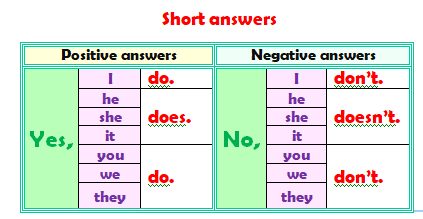 Short answers
Positive answers Negative answers
I do. I don't.
he he
she does. she doesn't.
Yes, it No, it
you you
we do. we don't.
they they